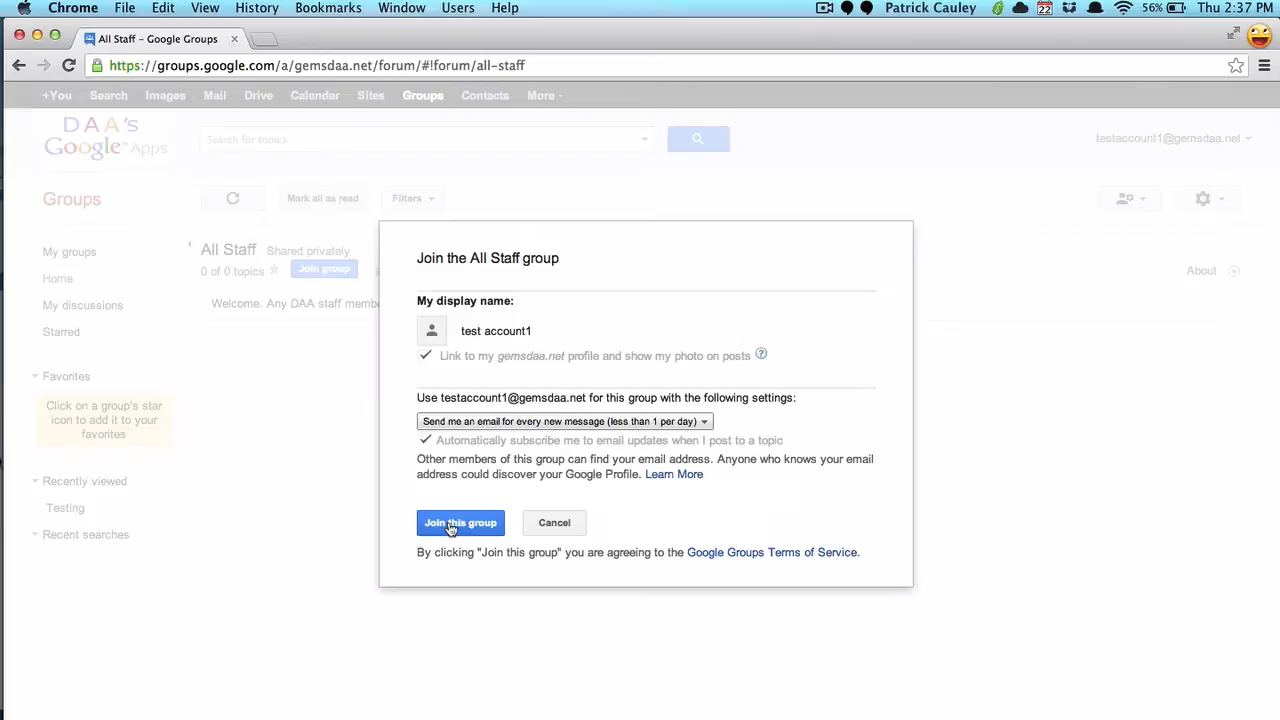 Chrome File Edit View History Bookmarks Window Users Help Patrick Cauley 22 56% Thu 2:37 PM
All Staff - Google Groups
https://groups.google.com/a/gemsdaa.net/forum/#!forum/all-staff
+You Search Images Mail Drive Calendar Sites Groups Contacts More
DAA's
Google™ Apps
Search for topics
testaccount1@gemsdaa.net
Groups
Mark all as read
Filters
My groups
Home
My discussions
Starred
Favorites
Click on a group's star
icon to add it to your
favorites
Recently viewed
Testing
Recent searches
All Staff Shared privately
0 of 0 topics Join group
About
Welcome. Any DAA staff membe
Join the All Staff group
My display name:
test account1
Link to my gemsdaa.net profile and show my photo on posts ?
Use testaccount1@gemsdaa.net for this group with the following settings:
Send me an email for every new message (less than 1 per day)
Automatically subscribe me to email updates when I post to a topic
Other members of this group can find your email address. Anyone who knows your email
address could discover your Google Profile. Learn More
Join this group
Cancel
By clicking "Join this group" you are agreeing to the Google Groups Terms of Service.